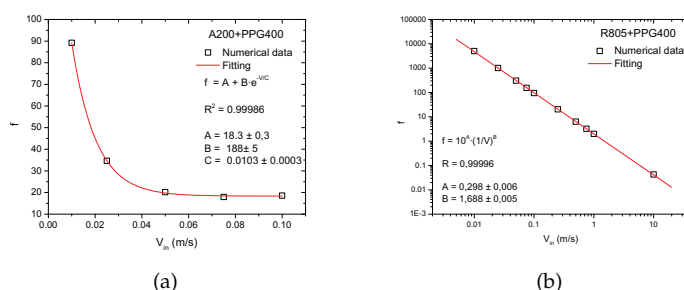 A200+PPG400
Numerical data
Fitting
f = A + B·e^-V/C
R² = 0.99986
A = 18.3 ± 0,3
B = 188± 5
C = 0.0103 ± 0.0003
100
90
80
70
60
50
40
30
20
10
f
0.00 0.02 0.04 0.06 0.08 0.10
V_in (m/s)
(a)
R805+PPG400
Numerical data
Fitting
f = 10^A·(1/V)^B
R = 0,99996
A = 0,298 ± 0,006
B = 1,688 ± 0,005
100000
10000
1000
100
10
1
0.1
0.01
1E-3
f
0.01 0.1 1 10
V_in (m/s)
(b)